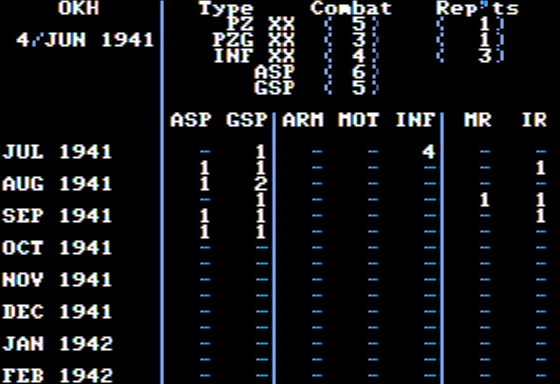 OKH Type Combat Rep'ts
PZ XX ( 5) ( 1)
4/JUN 1941 PZG XX ( 3) ( 1)
INF XX ( 4) ( 3)
ASP ( 6)
GSP ( 5)
ASP GSP ARM MOT INF MR IR
JUL 1941 - 1 - - 4 - -
1 1 - - - - 1
AUG 1941 1 2 - - - - -
- 1 - - - 1 1
SEP 1941 1 1 - - - - 1
1 1 - - - - -
OCT 1941 - - - - - - -
- - - - - - -
NOV 1941 - - - - - - -
- - - - - - -
DEC 1941 - - - - - - -
- - - - - - -
JAN 1942 - - - - - - -
- - - - - - -
FEB 1942 - - - - - - -